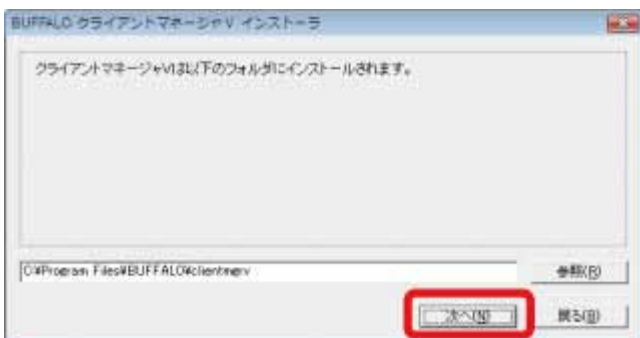 BUFFALO クライアントマネージャV インストーラ
クライアントマネージャVは以下のフォルダにインストールされます。
C:¥Program Files¥BUFFALO¥clientmgrv
参照(R)
次へ(N)
戻る(B)